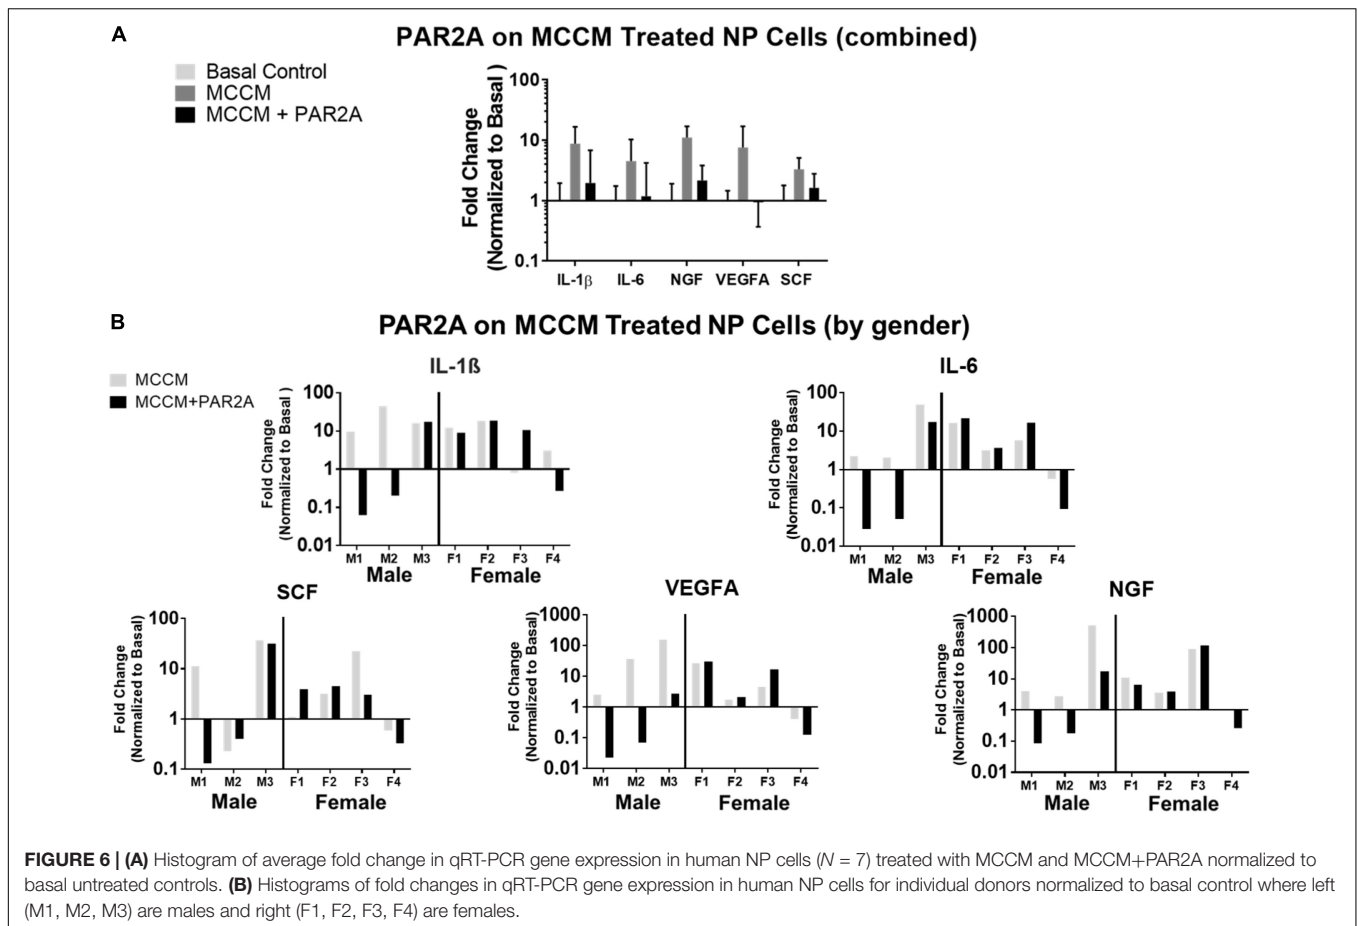 A
PAR2A on MCCM Treated NP Cells (combined)
Basal Control
MCCM
MCCM + PAR2A
Fold Change
(Normalized to Basal )
100
10
1
0.1
IL-1β IL-6 NGF VEGFA SCF
B
PAR2A on MCCM Treated NP Cells (by gender)
MCCM
MCCM+PAR2A
IL-1ß
Fold Change
(Normalized to Basal )
100
10
1
0.1
0.01
M1 M2 M3 F1 F2 F3 F4
Male Female
IL-6
Fold Change
(Normalized to Basal )
100
10
1
0.1
0.01
M1 M2 M3 F1 F2 F3 F4
Male Female
SCF
Fold Change
(Normalized to Basal)
100
10
1
0.1
M1 M2 M3 F1 F2 F3 F4
Male Female
VEGFA
Fold Change
(Normalized to Basal)
1000
100
10
1
0.1
0.01
M1 M2 M3 F1 F2 F3 F4
Male Female
NGF
Fold Change
(Normalized to Basal)
1000
100
10
1
0.1
0.01
M1 M2 M3 F1 F2 F3 F4
Male Female
FIGURE 6 | (A) Histogram of average fold change in qRT-PCR gene expression in human NP cells (N = 7) treated with MCCM and MCCM+PAR2A normalized to
basal untreated controls. (B) Histograms of fold changes in qRT-PCR gene expression in human NP cells for individual donors normalized to basal control where left
(M1, M2, M3) are males and right (F1, F2, F3, F4) are females.